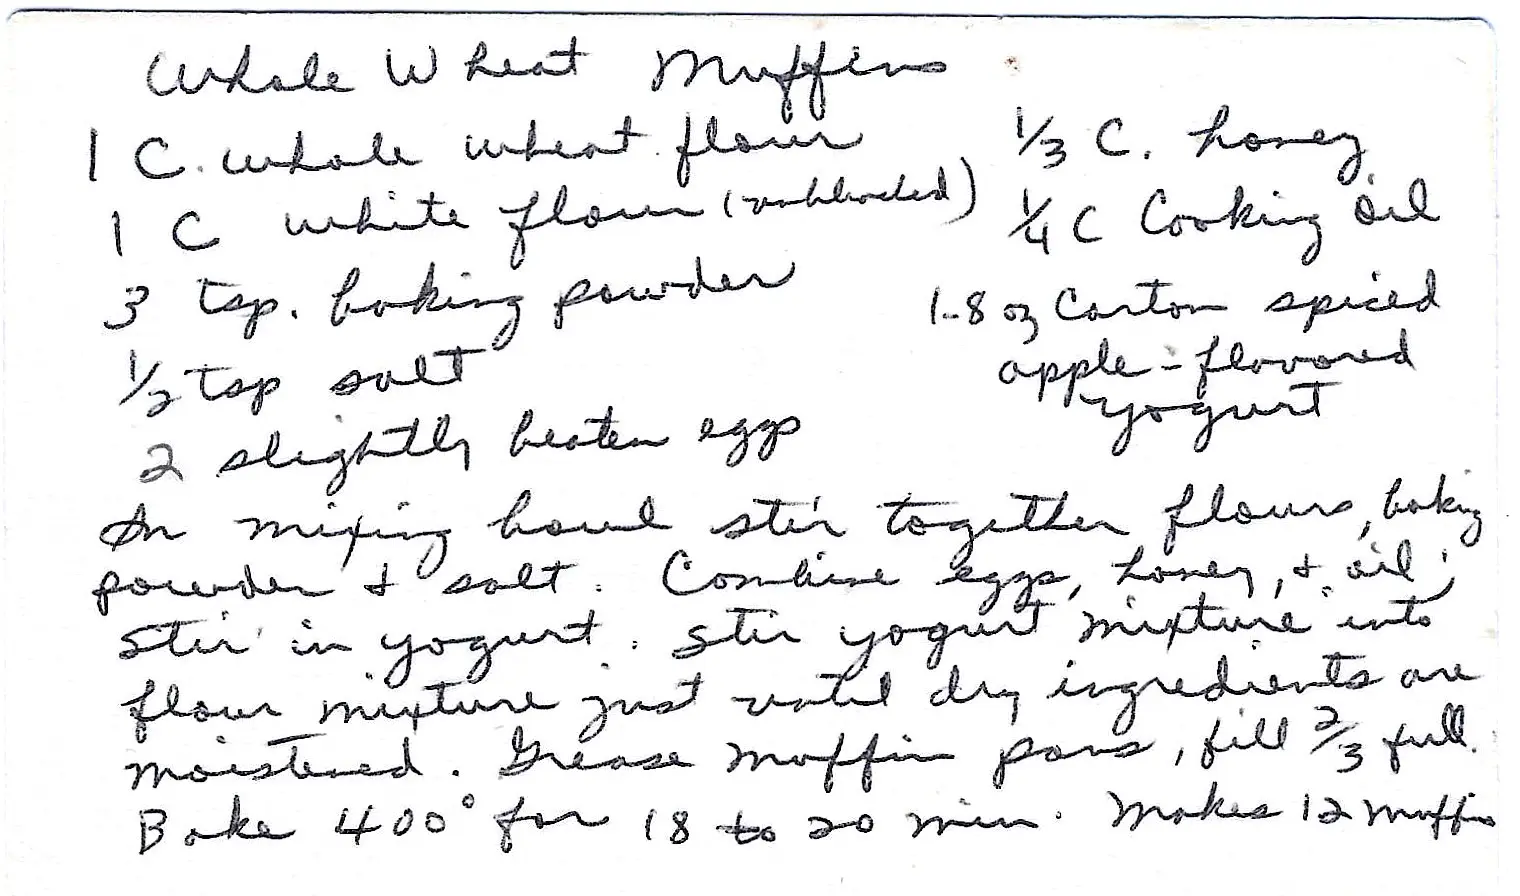 Whole Wheat Muffins
1 C. whole wheat flour
1 C white flour (unbleached)
3 tsp. baking powder
1/2 tsp salt
2 slightly beaten eggs
1/3 C. honey
1/4 C Cooking oil
1-8 oz Carton spiced
apple-flavored
yogurt
In mixing bowl stir together flours, baking
powder & salt. Combine eggs, honey, & oil;
Stir in yogurt. Stir yogurt mixture into
flour mixture just until dry ingredients are
moistened. Grease muffin pans, fill 2/3 full.
Bake 400° for 18 to 20 min. Makes 12 muffins